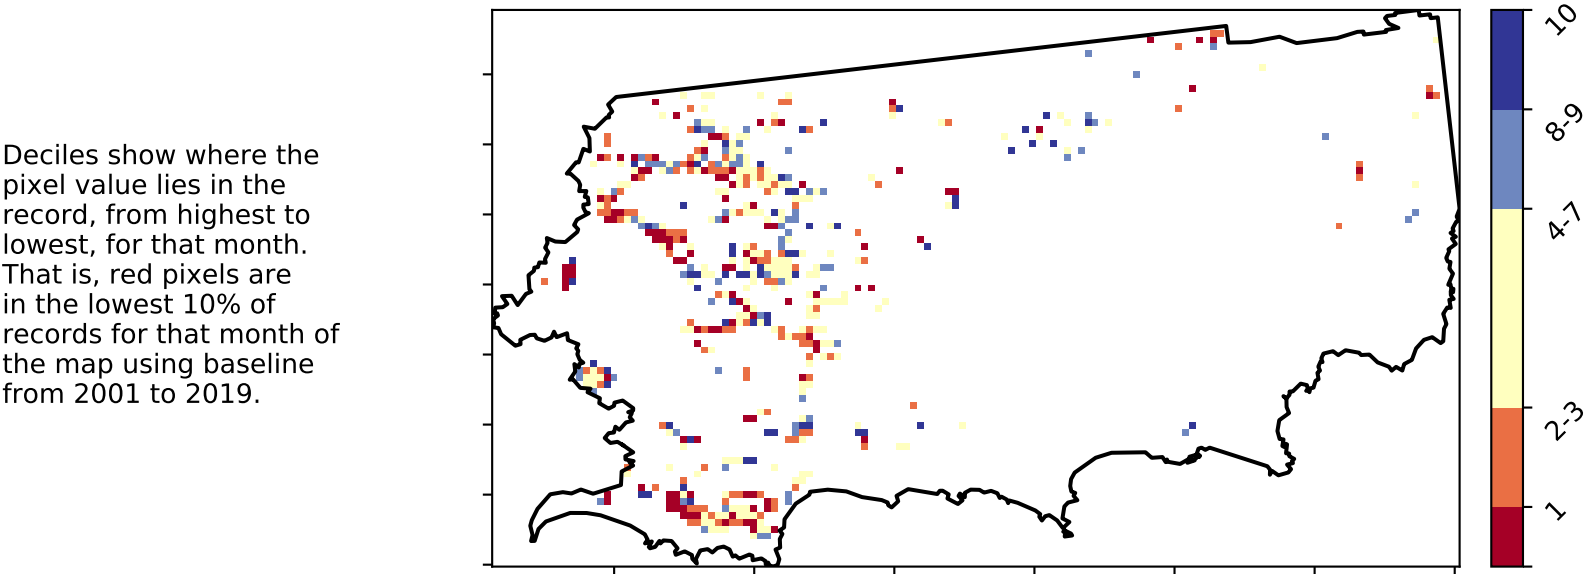 Deciles show where the
pixel value lies in the
record, from highest to
lowest, for that month.
That is, red pixels are
in the lowest 10% of
records for that month of
the map using baseline
from 2001 to 2019.
10
8-9
4-7
2-3
1